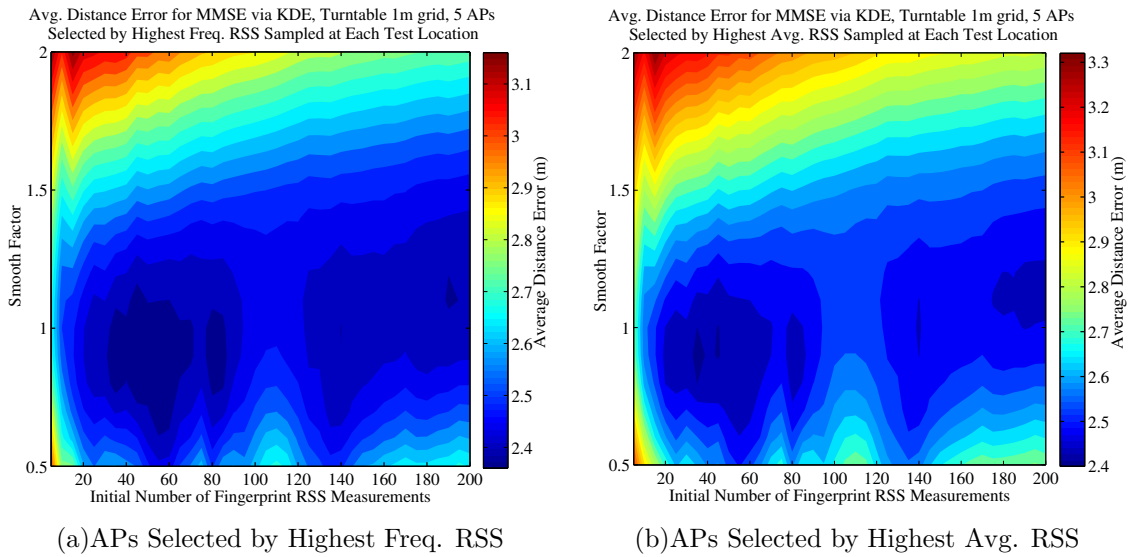 Avg. Distance Error for MMSE via KDE, Turntable 1m grid, 5 APs
Selected by Highest Freq. RSS Sampled at Each Test Location
2
1.5
1
0.5
Smooth Factor
20 40 60 80 100 120 140 160 180 200
Initial Number of Fingerprint RSS Measurements
3.1
3
2.9
2.8
2.7
2.6
2.5
2.4
Average Distance Error (m)
(a)APs Selected by Highest Freq. RSS
Avg. Distance Error for MMSE via KDE, Turntable 1m grid, 5 APs
Selected by Highest Avg. RSS Sampled at Each Test Location
2
1.5
1
0.5
Smooth Factor
20 40 60 80 100 120 140 160 180 200
Initial Number of Fingerprint RSS Measurements
3.3
3.2
3.1
3
2.9
2.8
2.7
2.6
2.5
2.4
Average Distance Error (m)
(b)APs Selected by Highest Avg. RSS